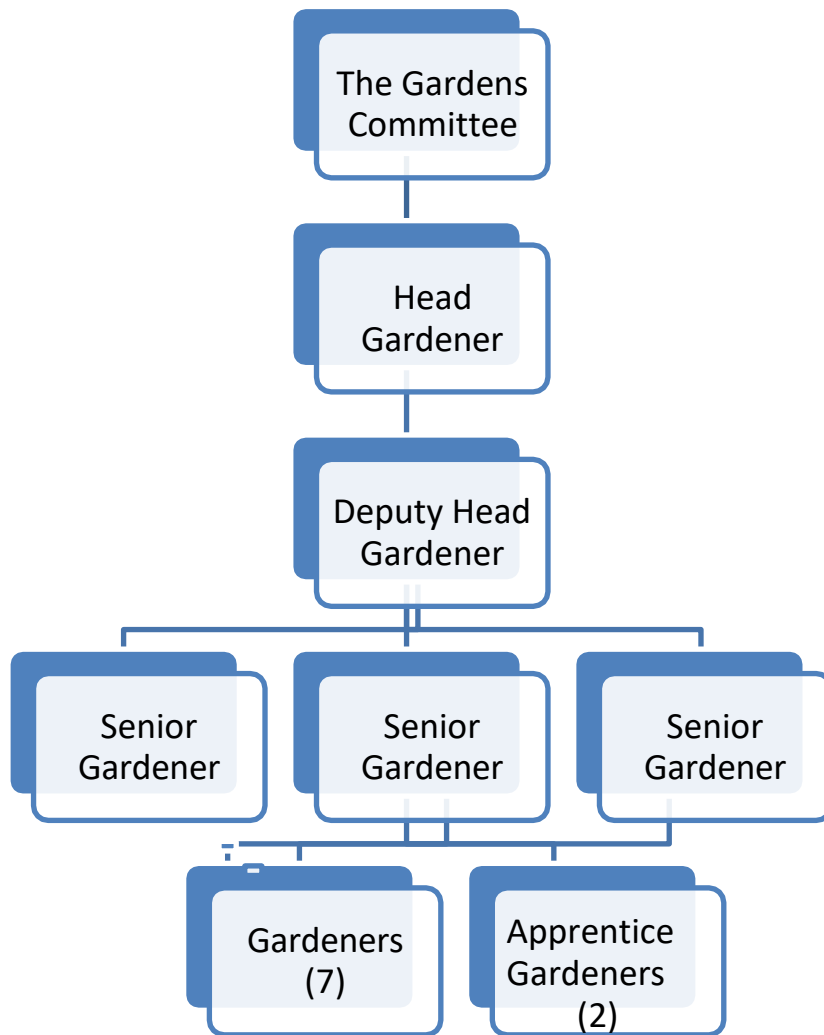 The Gardens
Committee
Head
Gardener
Deputy Head
Gardener
Senior
Gardener
Senior
Gardener
Senior
Gardener
Gardeners
(7)
Apprentice
Gardeners
(2)